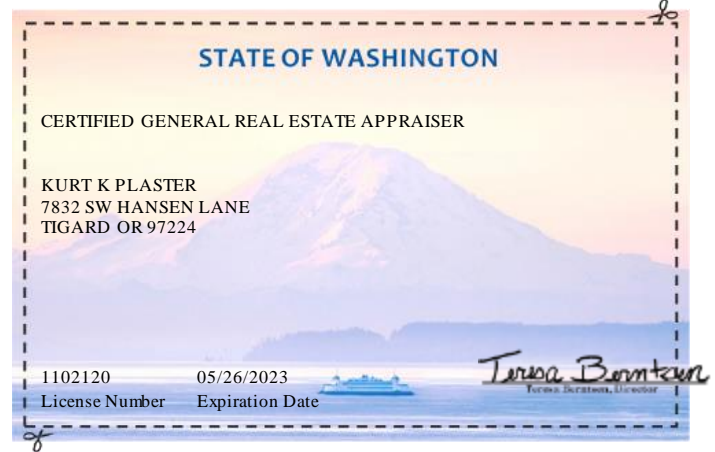 STATE OF WASHINGTON
CERTIFIED GENERAL REAL ESTATE APPRAISER
KURT K PLASTER
7832 SW HANSEN LANE
TIGARD OR 97224
1102120 05/26/2023
License Number Expiration Date
Teresa Berntsen
Teresa Berntsen, Director